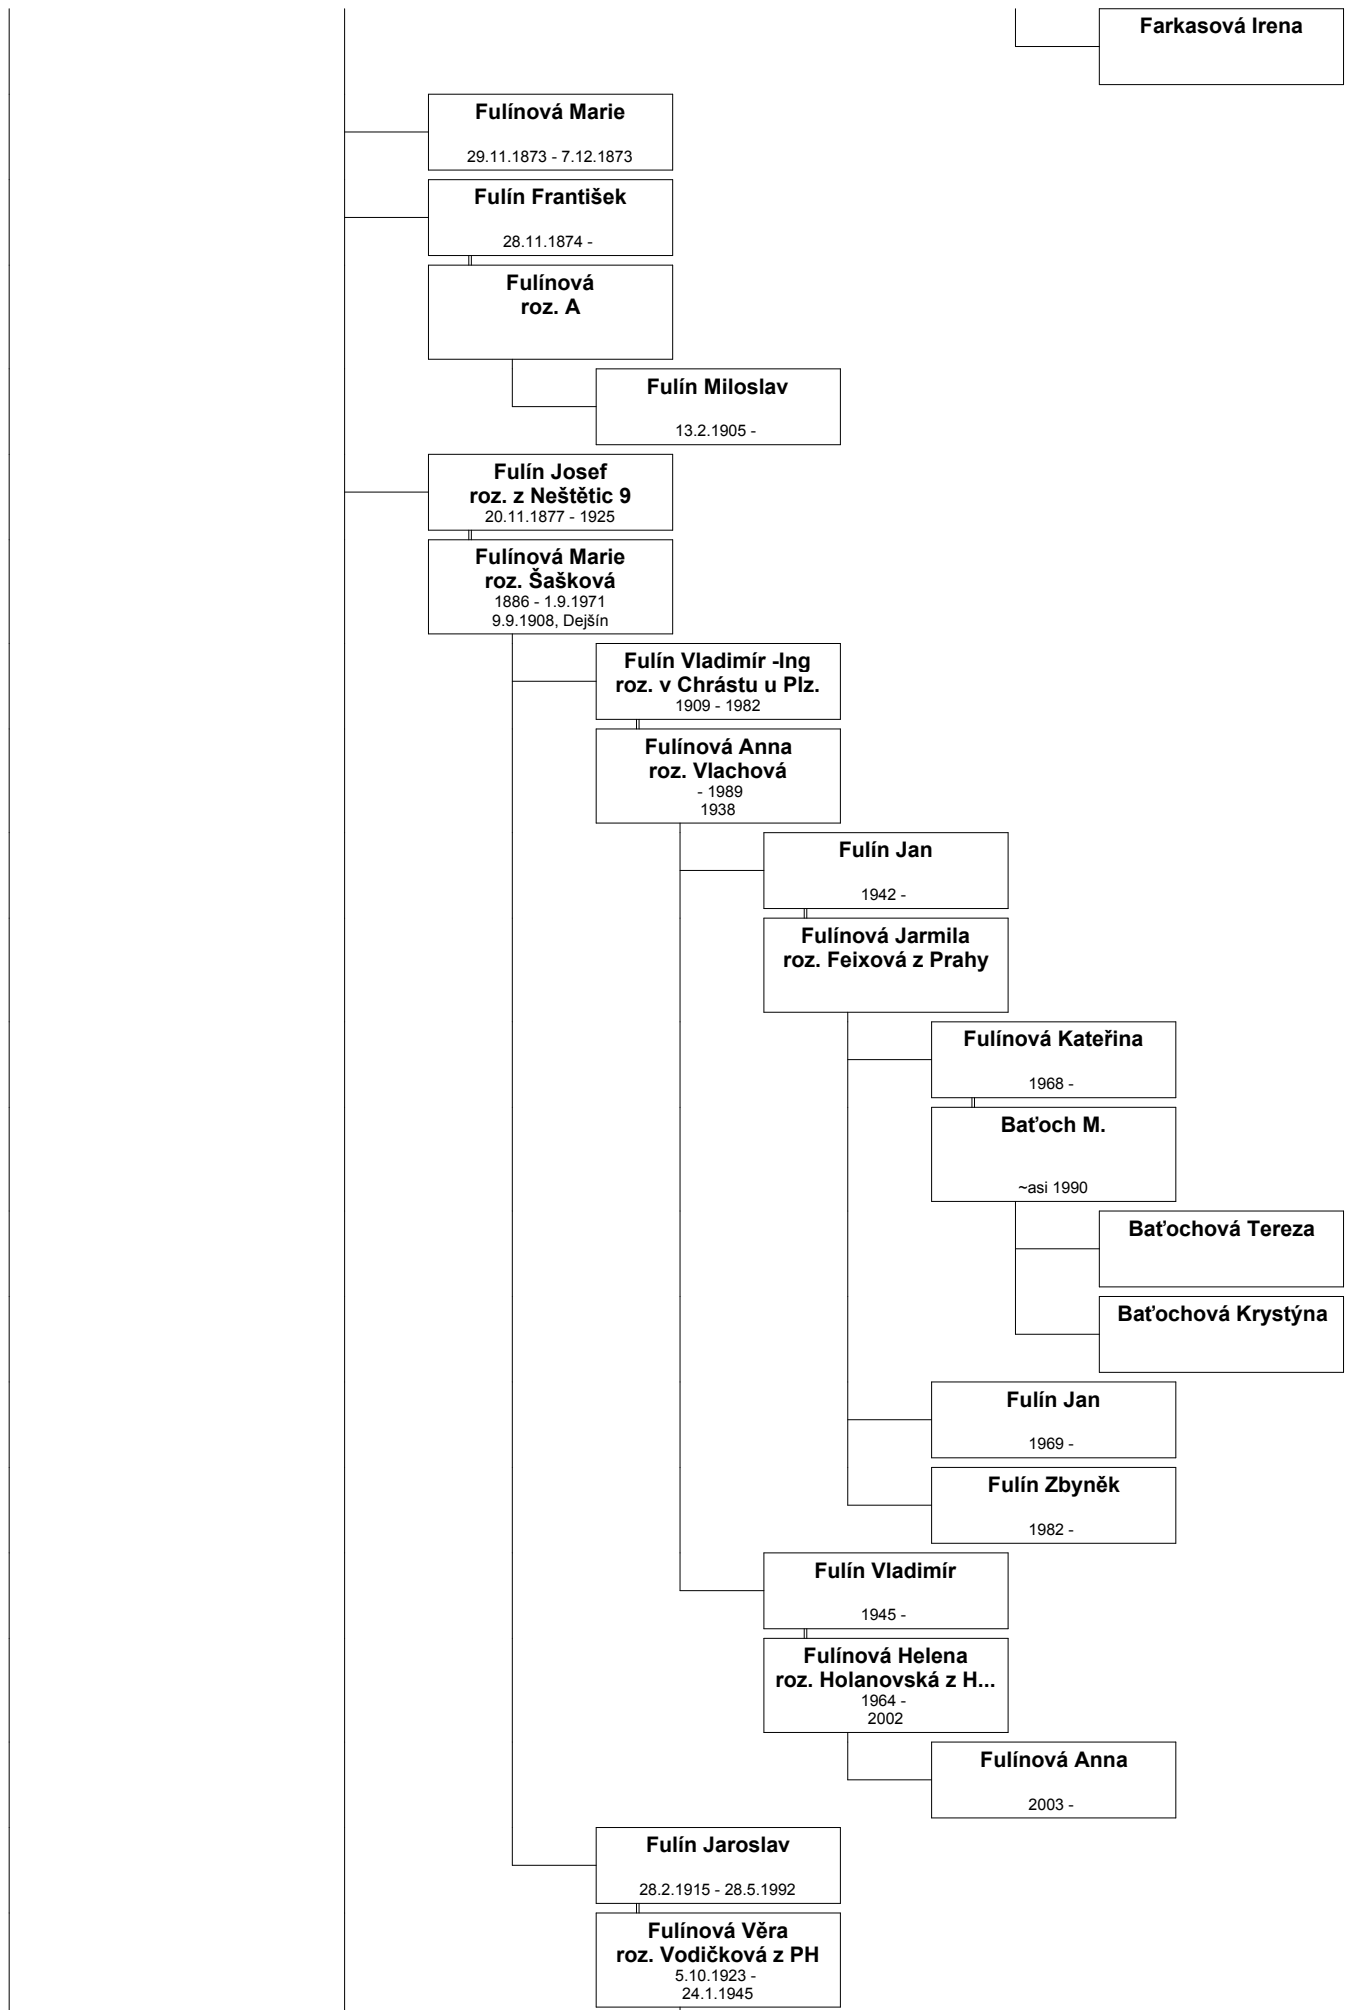 Farkasová Irena
Fulínová Marie
29.11.1873 - 7.12.1873
Fulín František
28.11.1874 -
Fulínová
roz. A
Fulín Miloslav
13.2.1905 -
Fulín Josef
roz. z Neštětic 9
20.11.1877 - 1925
Fulínová Marie
roz. Šašková
1886 - 1.9.1971
9.9.1908, Dejšín
Fulín Vladimír -Ing
roz. v Chrástu u Plz.
1909 - 1982
Fulínová Anna
roz. Vlachová
- 1989
1938
Fulín Jan
1942 -
Fulínová Jarmila
roz. Feixová z Prahy
Fulínová Kateřina
1968 -
Baťoch M.
~asi 1990
Baťochová Tereza
Baťochová Krystýna
Fulín Jan
1969 -
Fulín Zbyněk
1982 -
Fulín Vladimír
1945 -
Fulínová Helena
roz. Holanovská z H...
1964 -
2002
Fulínová Anna
2003 -
Fulín Jaroslav
28.2.1915 - 28.5.1992
Fulínová Věra
roz. Vodičková z PH
5.10.1923 -
24.1.1945